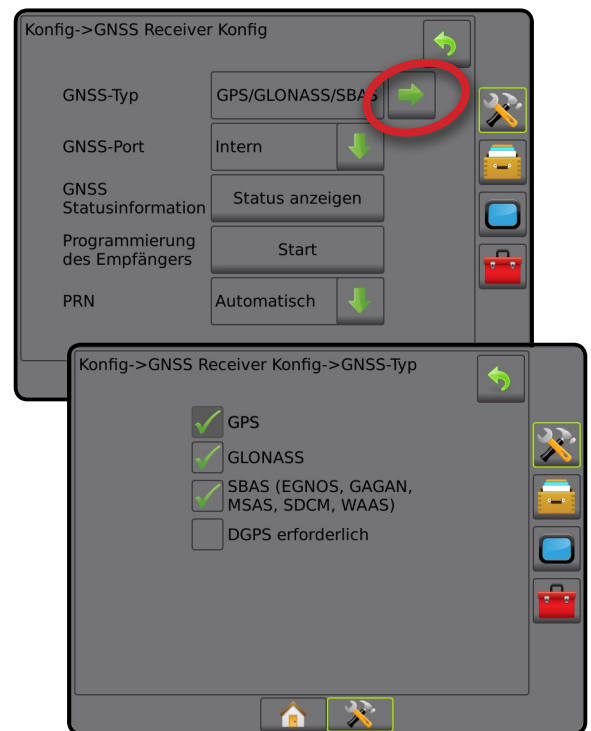 Konfig->GNSS Receiver Konfig
GNSS-Typ
GPS/GLONASS/SBAS
GNSS-Port
Intern
GNSS
Statusinformation
Status anzeigen
Programmierung
des Empfängers
Start
PRN
Automatisch
Konfig->GNSS Receiver Konfig->GNSS-Typ
GPS
GLONASS
SBAS (EGNOS, GAGAN,
MSAS, SDCM, WAAS)
DGPS erforderlich